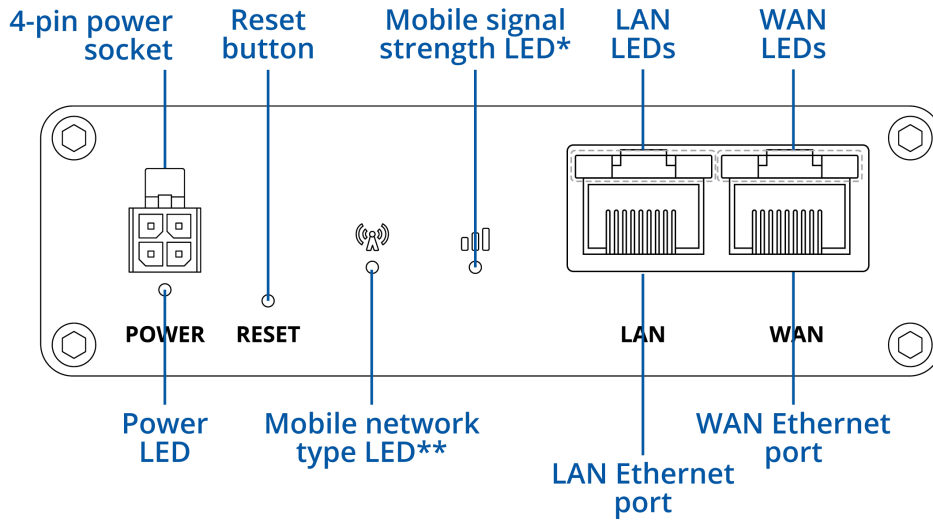 4-pin power
socket
Reset
button
Mobile signal
strength LED*
LAN
LEDs
WAN
LEDs
POWER
RESET
LAN
WAN
Power
LED
Mobile network
type LED**
LAN Ethernet
port
WAN Ethernet
port